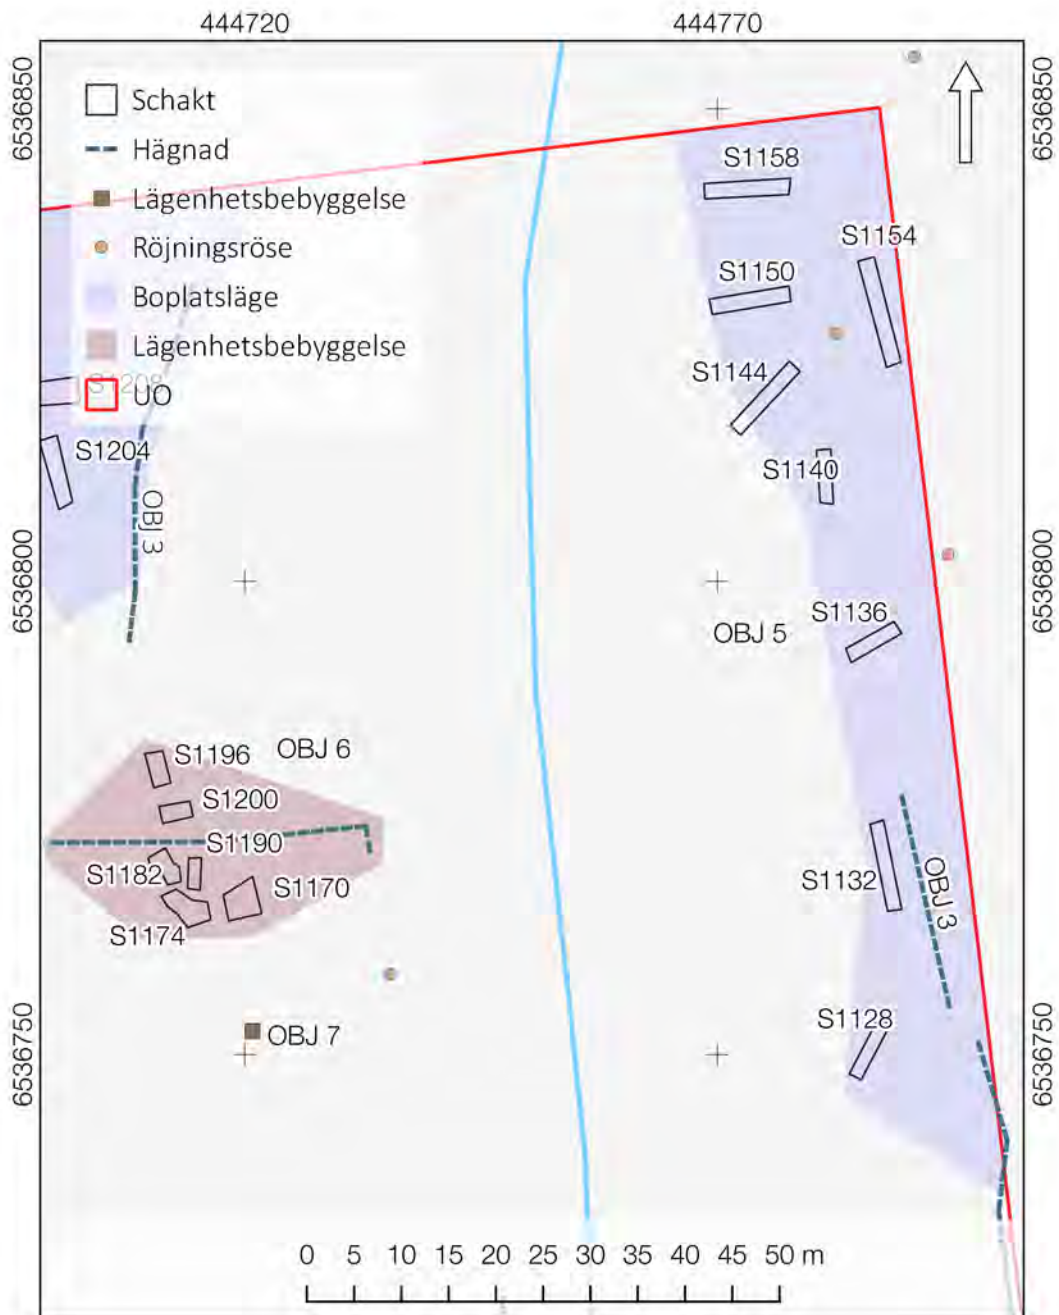 444720 444770
6536850 6536850
Schakt
Hägnad
Lägenhetsbebyggelse
Röjningsröse
Boplatsläge
Lägenhetsbebyggelse
UO
S1158
S1154
S1150
S1144
S1140
S1208
S1204
OBJ 3
6536800 6536800
S1136
OBJ 5
S1196
OBJ 6
S1200
S1190
S1182
S1170
S1174
S1132
OBJ 3
S1128
OBJ 7
6536750 6536750
0 5 10 15 20 25 30 35 40 45 50 m